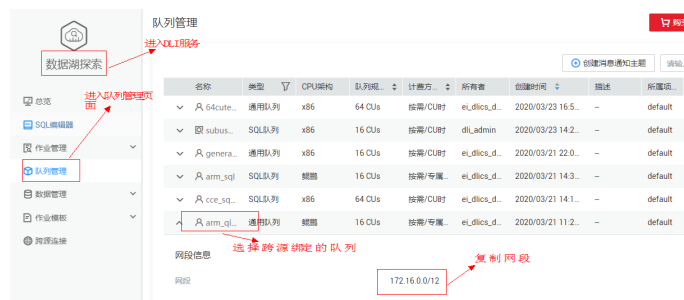 队列管理
购
进入DLI服务
数据湖探索
创建消息通知主题
请输
名称 类型 CPU架构 队列规... 计费方... 所有者 创建时间 描述 所属项...
总览
进入队列管理页面
64cute... 通用队列 x86 64 CUs 按需/CU时 ei_dlics_d... 2020/03/23 16:5... – default
SQL编辑器
subus... SQL队列 x86 16 CUs 按需/CU时 dli_admin 2020/03/23 14:2... – default
作业管理
genera... 通用队列 x86 16 CUs 按需/CU时 ei_dlics_d... 2020/03/21 22:0... – default
队列管理
arm_sql SQL队列 鲲鹏 16 CUs 按需/专属... ei_dlics_d... 2020/03/21 14:3... – default
数据管理
cce_sq... SQL队列 x86 64 CUs 按需/CU时 ei_dlics_d... 2020/03/21 14:1... – default
作业模板
arm_qi... 通用队列 鲲鹏 16 CUs 按需/专属... ei_dlics_d... 2020/03/21 11:2... – default
跨源连接
选择跨源绑定的队列
网段信息
复制网段
网段 172.16.0.0/12